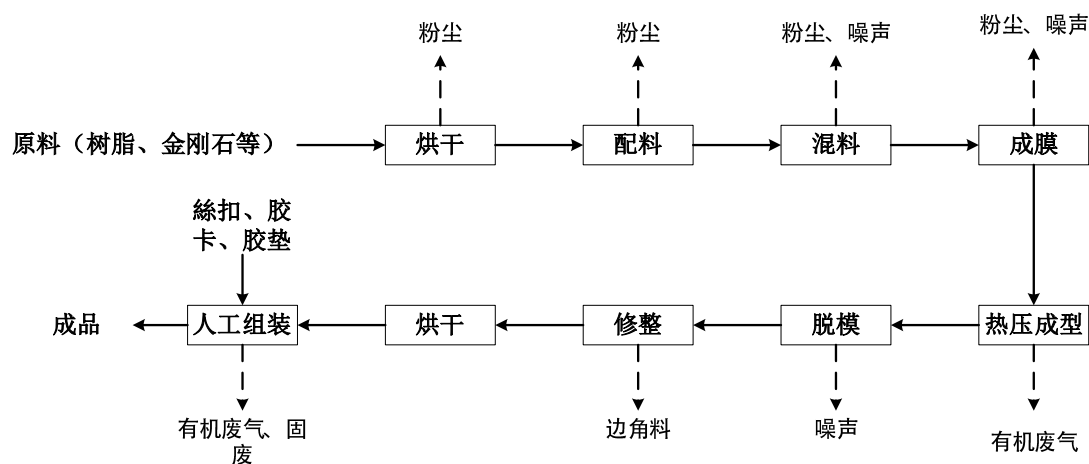 粉尘
粉尘
粉尘、噪声
粉尘、噪声
原料（树脂、金刚石等）
烘干
配料
混料
成膜
絲扣、胶
卡、胶垫
成品
人工组装
烘干
修整
脱模
热压成型
有机废气、固
废
边角料
噪声
有机废气